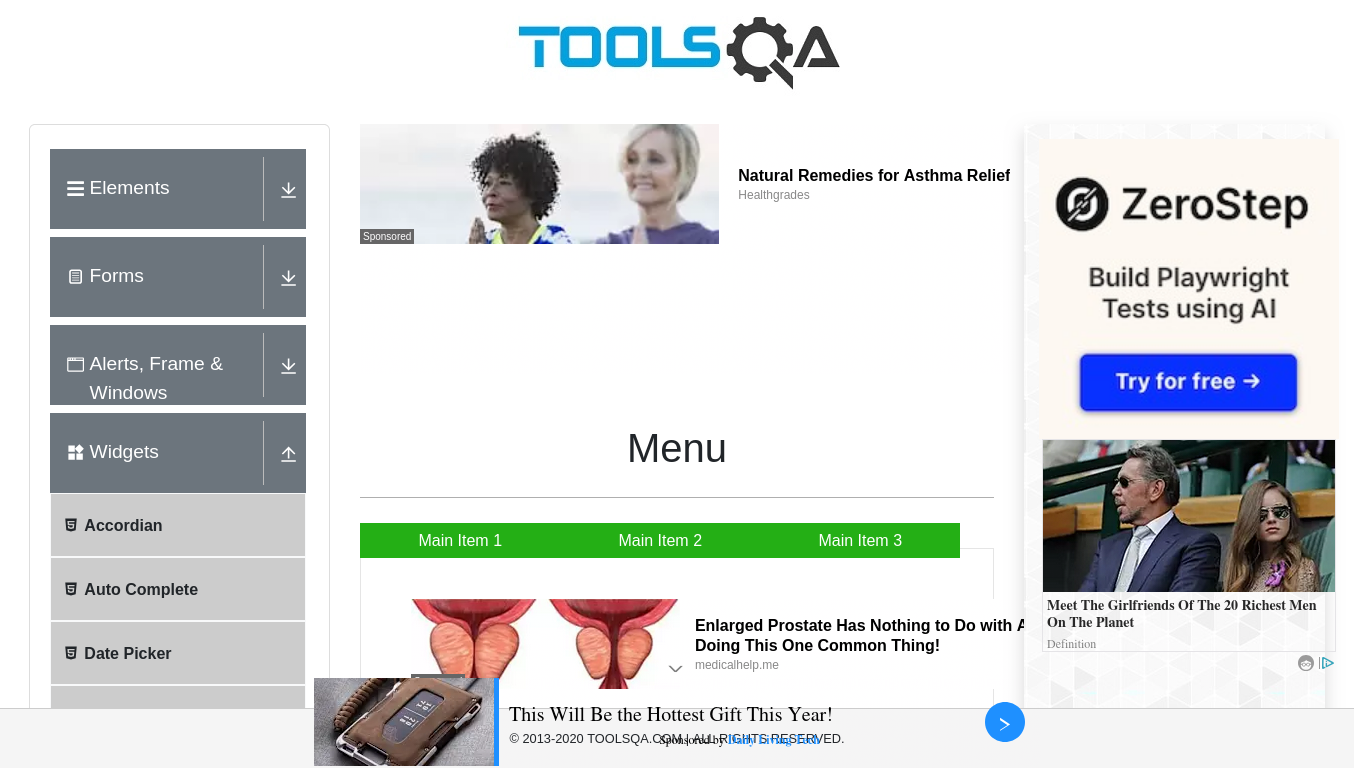 TOOLSQA
Elements
Forms
Alerts, Frame &
Windows
Widgets
Accordian
Auto Complete
Date Picker
Sponsored
Natural Remedies for Asthma Relief
Healthgrades
Menu
Main Item 1
Main Item 2
Main Item 3
Enlarged Prostate Has Nothing to Do with
Doing This One Common Thing!
medicalhelp.me
This Will Be the Hottest Gift This Year!
© 2013-2020 TOOLSQA.COM | ALL RIGHTS RESERVED.
Sponsored by
ZeroStep
Build Playwright
Tests using AI
Try for free →
Meet The Girlfriends Of The 20 Richest Men
On The Planet
Definition